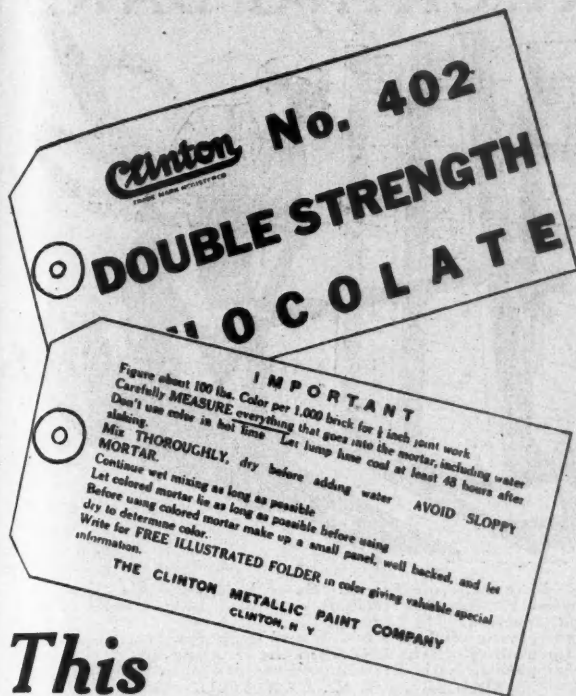 Clinton No. 402
TRADE MARK REGISTERED
DOUBLE STRENGTH
HOCOLATE
IMPORTANT
Figure about 100 lbs. Color per 1,000 brick for inch joint work
Carefully MEASURE everything that goes into the mortar, including water
Don't use color in hot lime Let lump lime cool at least 48 hours after
slaking.
Mix THOROUGHLY, dry before adding water AVOID SLOPPY
MORTAR.
Continue wet mixing as long as possible
Let colored mortar lie as long as possible before using
Before using colored mortar make up a small panel, well backed, and let
dry to determine color.
Write for FREE ILLUSTRATED FOLDER in color giving valuable special
information.
THE CLINTON METALLIC PAINT COMPANY
CLINTON, N Y
This